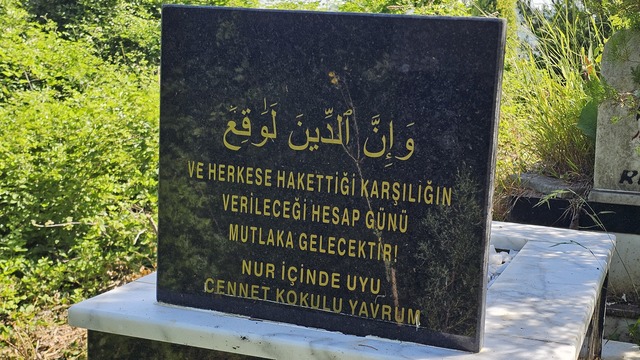 وَإِنَّ الدِّينَ لَوَٰقِعٌ
VE HERKESE HAKETTİĞİ KARŞILIĞIN
VERİLECEĞİ HESAP GÜNÜ
MUTLAKA GELECEKTİR!
NUR İÇİNDE UYU
CENNET KOKULU YAVRUM